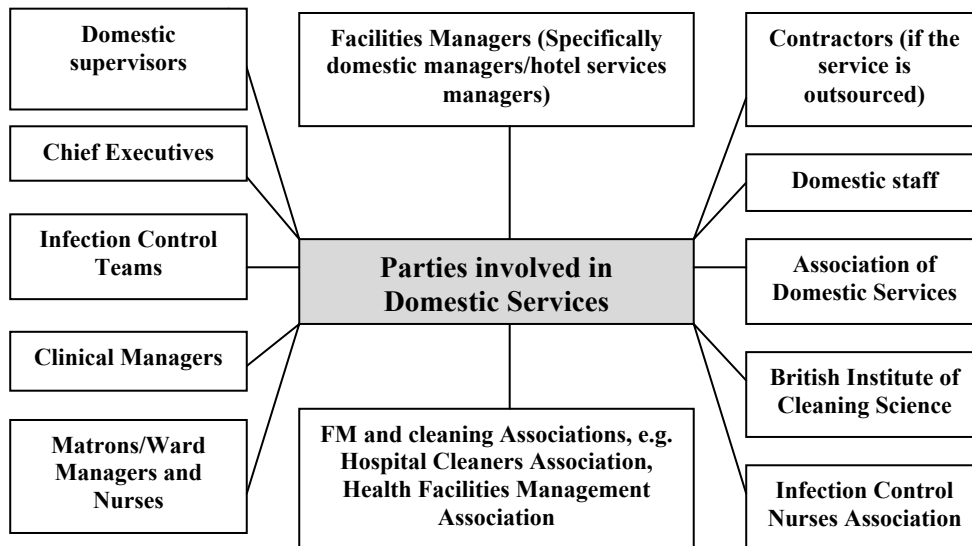 Domestic
supervisors
Facilities Managers (Specifically
domestic managers/hotel services
managers)
Contractors (if the
service is
outsourced)
Chief Executives
Domestic staff
Infection Control
Teams
Parties involved in
Domestic Services
Association of
Domestic Services
Clinical Managers
British Institute of
Cleaning Science
Matrons/Ward
Managers and
Nurses
FM and cleaning Associations, e.g.
Hospital Cleaners Association,
Health Facilities Management
Association
Infection Control
Nurses Association